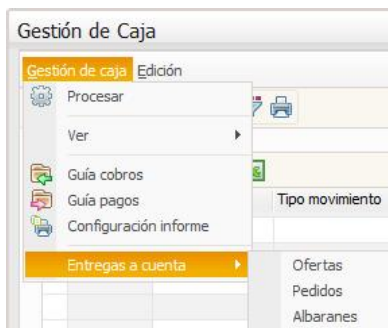 Gestión de Caja
Gestión de caja Edición
Procesar
Ver
Guía cobros
Guía pagos
Tipo movimiento
Configuración informe
Entregas a cuenta
Ofertas
Pedidos
Albaranes